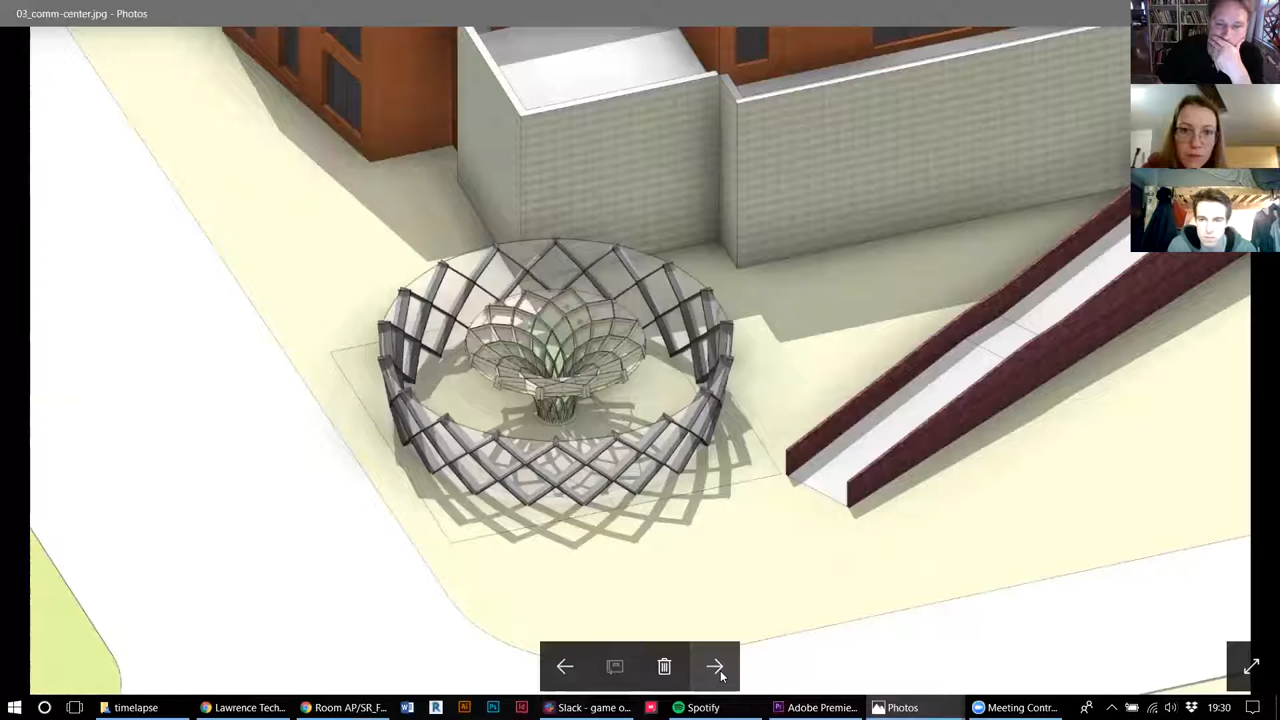 03_comm-center.jpg - Photos
timelapse
Lawrence Tech...
Room AP/SR_F...
Slack - game o...
Spotify
Adobe Premie...
Photos
Meeting Contr...
19:30